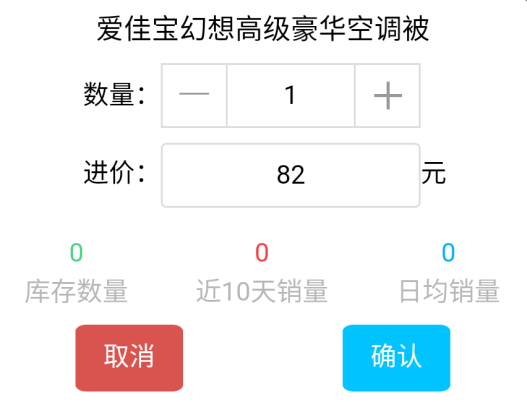 爱佳宝幻想高级豪华空调被
数量： 1
进价： 82 元
0 0 0
库存数量 近10天销量 日均销量
取消 确认